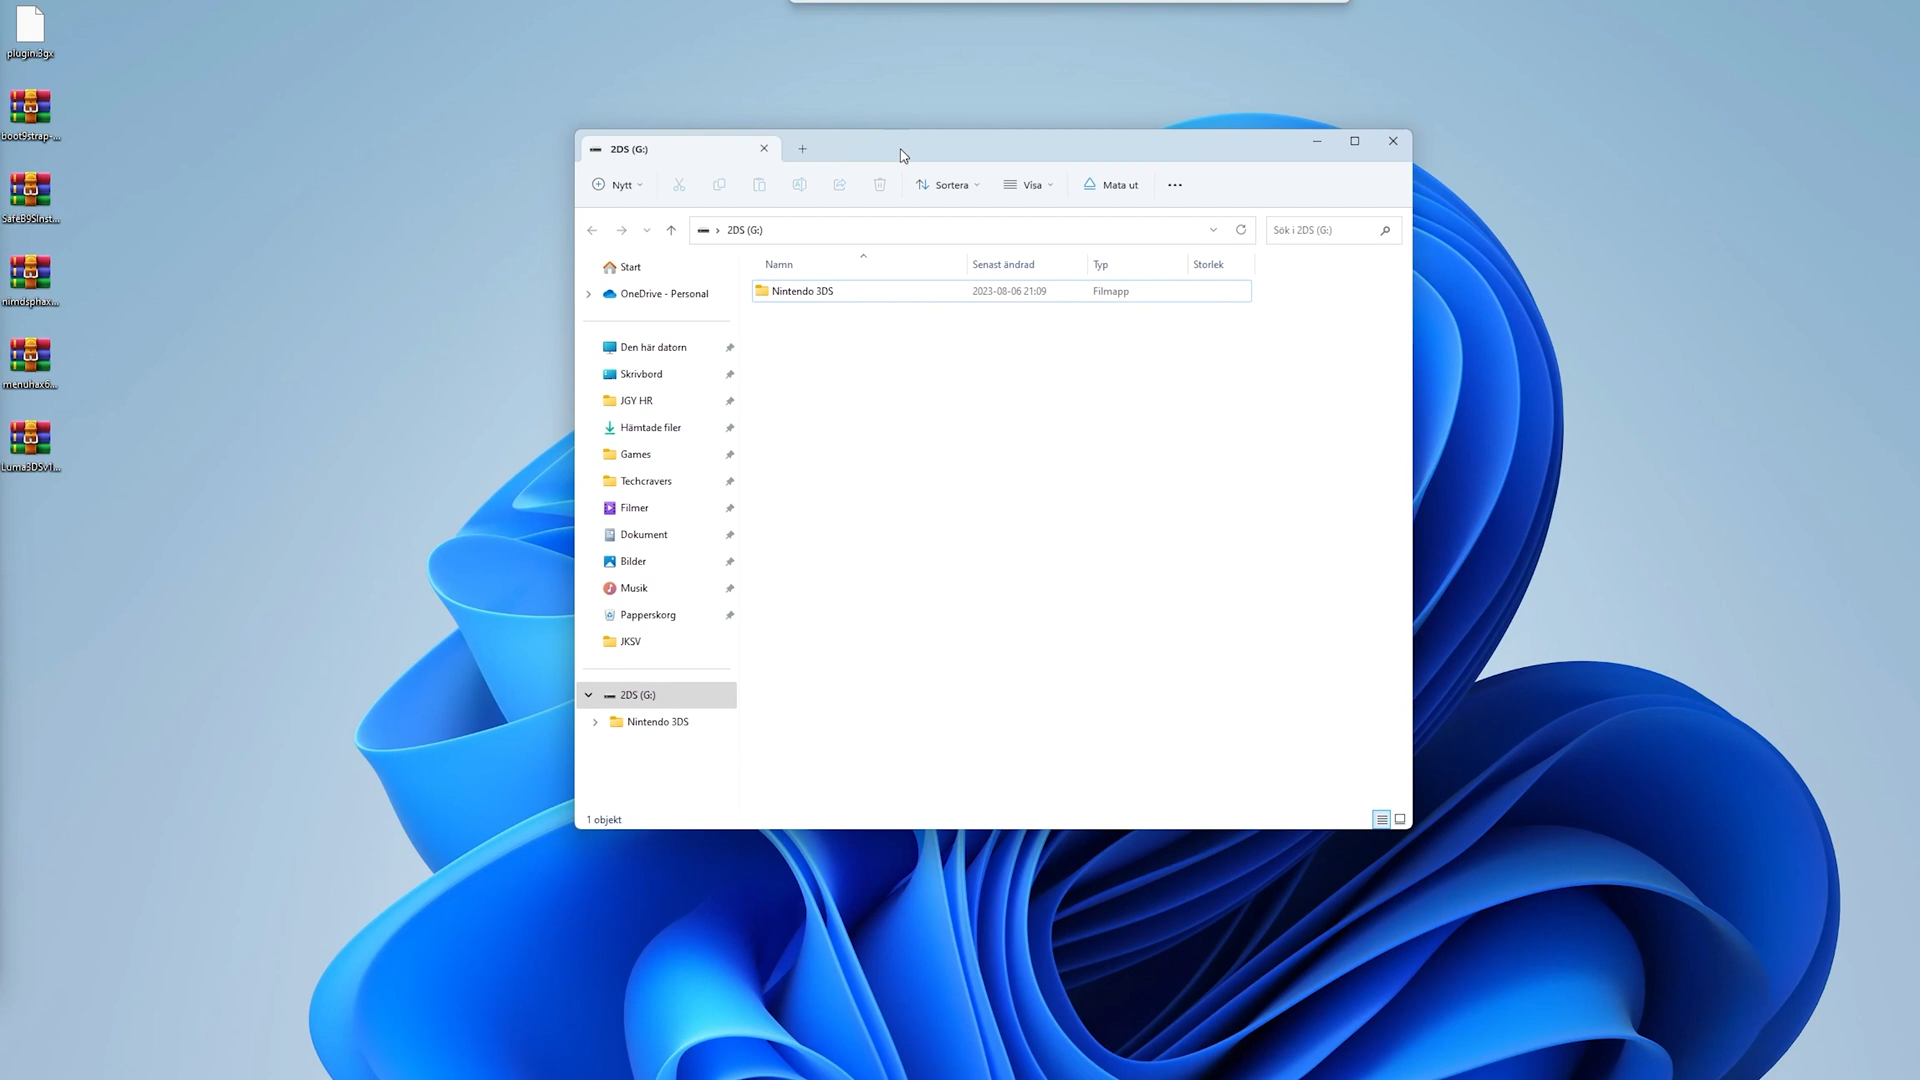 plugin.3gx
boot9strap-...
SafeB9SInst...
nimdsphax...
menuhax6...
Luma3DSv1...
2DS (G:)
Nytt
Sortera
Visa
Mata ut
2DS (G:)
Sök i 2DS (G:)
Namn
Senast ändrad
Typ
Storlek
Nintendo 3DS
2023-08-06 21:09
Filmapp
Start
OneDrive - Personal
Den här datorn
Skrivbord
JGY HR
Hämtade filer
Games
Techcravers
Filmer
Dokument
Bilder
Musik
Papperskorg
JKSV
2DS (G:)
Nintendo 3DS
1 objekt